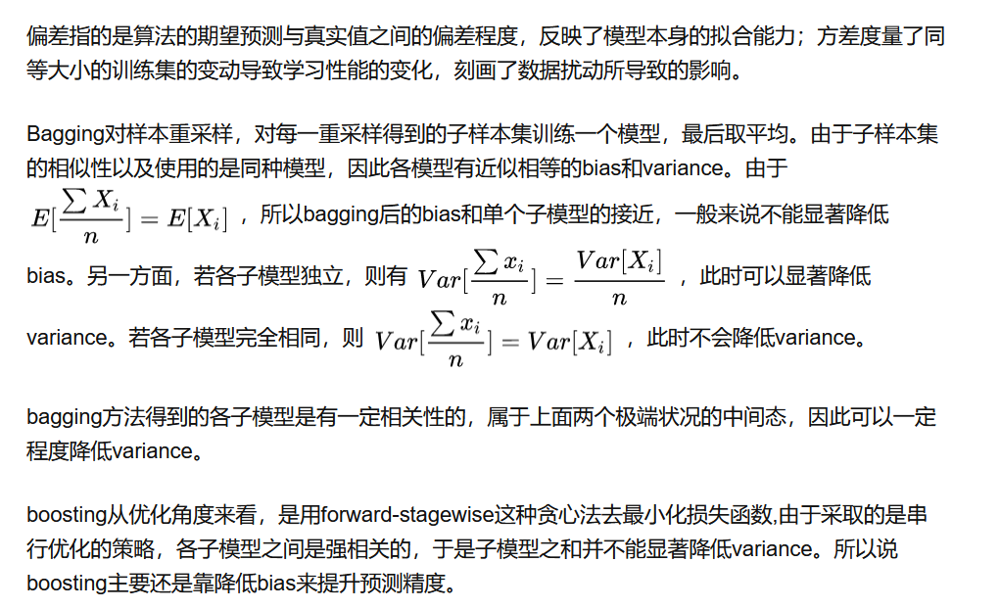 偏差指的是算法的期望预测与真实值之间的偏差程度，反映了模型本身的拟合能力；方差度量了同
等大小的训练集的变动导致学习性能的变化，刻画了数据扰动所导致的影响。
Bagging对样本重采样，对每一重采样得到的子样本集训练一个模型，最后取平均。由于子样本集
的相似性以及使用的是同种模型，因此各模型有近似相等的bias和variance。由于
$E[\frac{\sum X_i}{n}] = E[X_i]$ ，所以bagging后的bias和单个子模型的接近，一般来说不能显著降低
bias。另一方面，若各子模型独立，则有 $Var[\frac{\sum x_i}{n}] = \frac{Var[X_i]}{n}$ ，此时可以显著降低
variance。若各子模型完全相同，则 $Var[\frac{\sum x_i}{n}] = Var[X_i]$ ，此时不会降低variance。
bagging方法得到的各子模型是有一定相关性的，属于上面两个极端状况的中间态，因此可以一定
程度降低variance。
boosting从优化角度来看，是用forward-stagewise这种贪心法去最小化损失函数,由于采取的是串
行优化的策略，各子模型之间是强相关的，于是子模型之和并不能显著降低variance。所以说
boosting主要还是靠降低bias来提升预测精度。